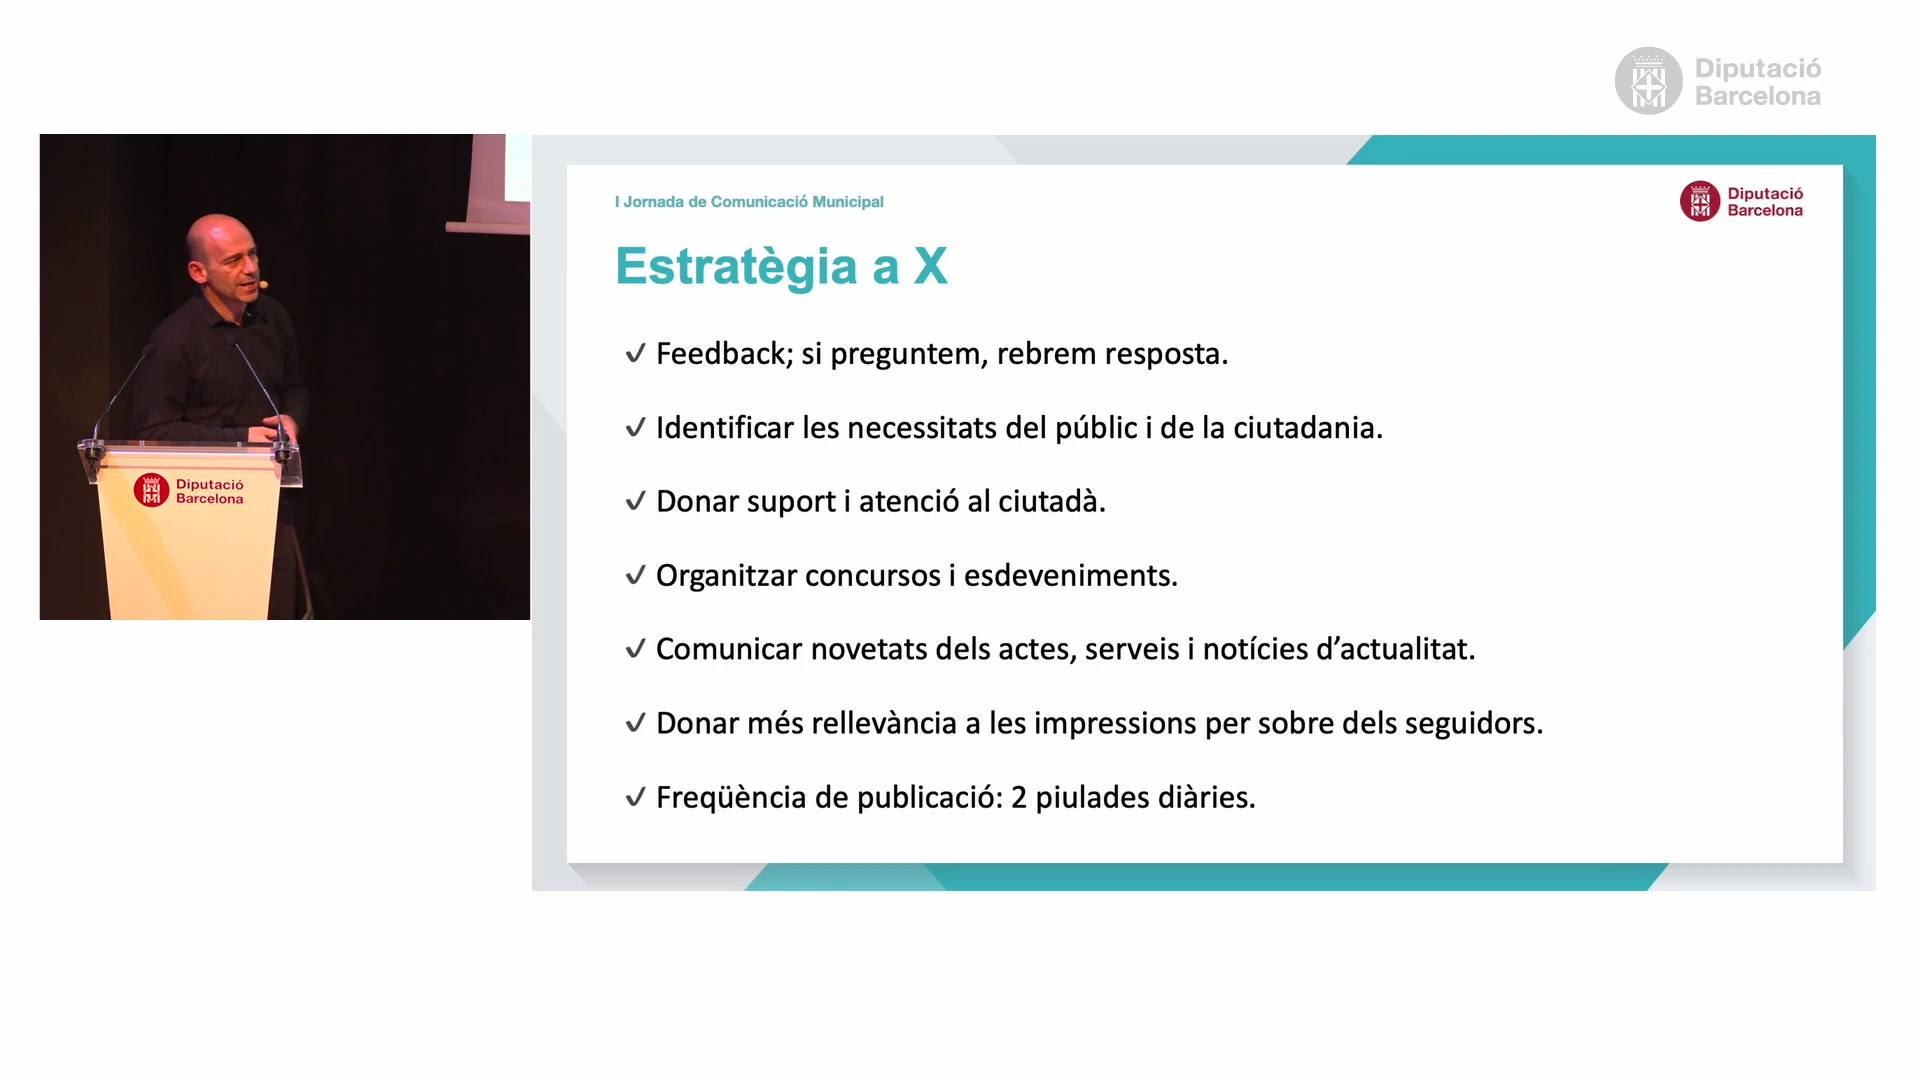 Diputació
Barcelona
I Jornada de Comunicació Municipal
Diputació
Barcelona
Estratègia a X
✓ Feedback; si preguntem, rebrem resposta.
✓ Identificar les necessitats del públic i de la ciutadania.
✓ Donar suport i atenció al ciutadà.
✓ Organitzar concursos i esdeveniments.
✓ Comunicar novetats dels actes, serveis i notícies d’actualitat.
✓ Donar més rellevància a les impressions per sobre dels seguidors.
✓ Freqüència de publicació: 2 piulades diàries.
Diputació
Barcelona